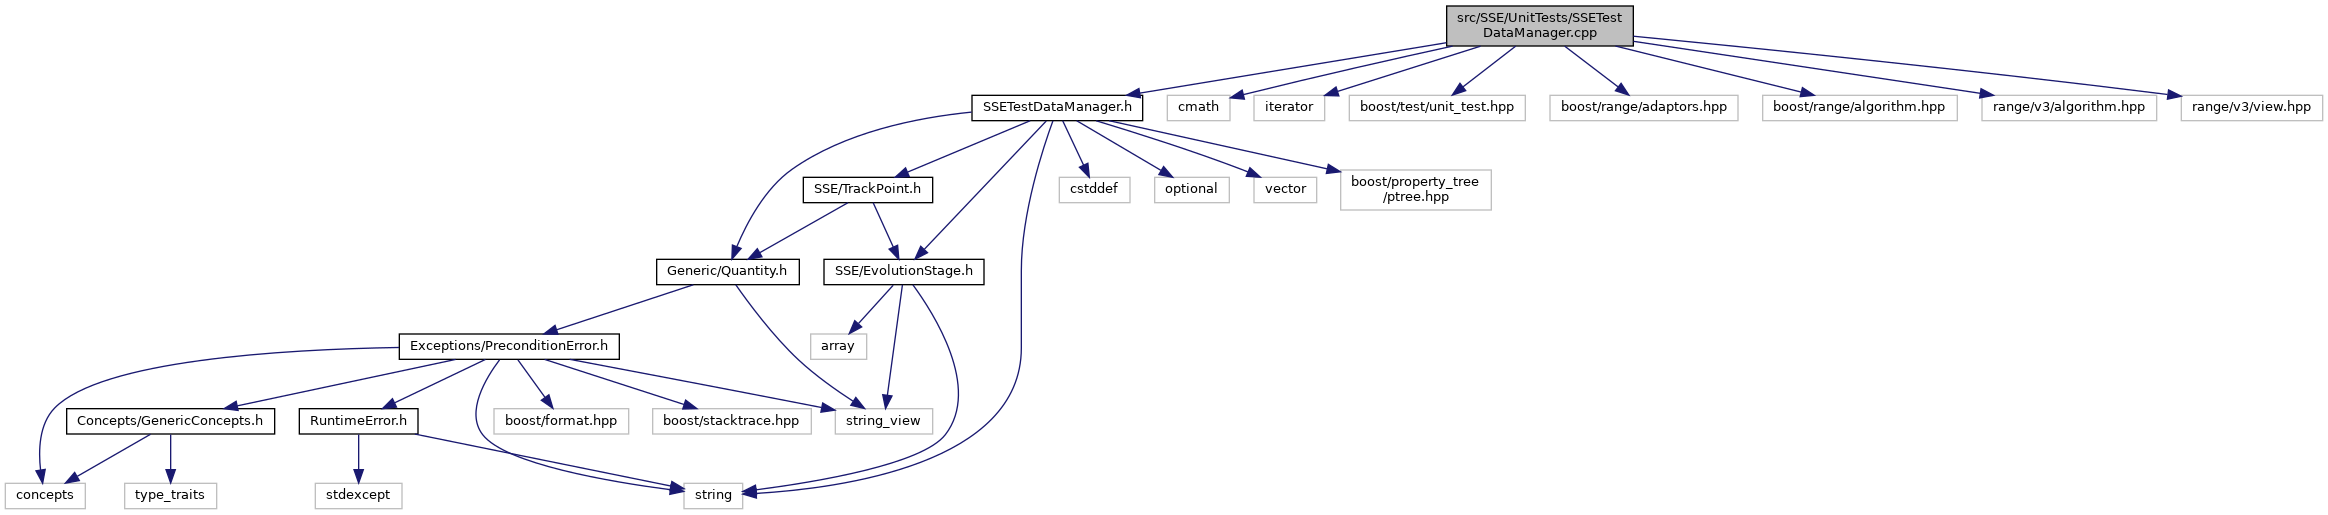 src/SSE/UnitTests/SSETest
DataManager.cpp
SSETestDataManager.h
cmath
iterator
boost/test/unit_test.hpp
boost/range/adaptors.hpp
boost/range/algorithm.hpp
range/v3/algorithm.hpp
range/v3/view.hpp
SSE/TrackPoint.h
cstddef
optional
vector
boost/property_tree
/ptree.hpp
Generic/Quantity.h
SSE/EvolutionStage.h
Exceptions/PreconditionError.h
array
Concepts/GenericConcepts.h
RuntimeError.h
boost/format.hpp
boost/stacktrace.hpp
string_view
concepts
type_traits
stdexcept
string